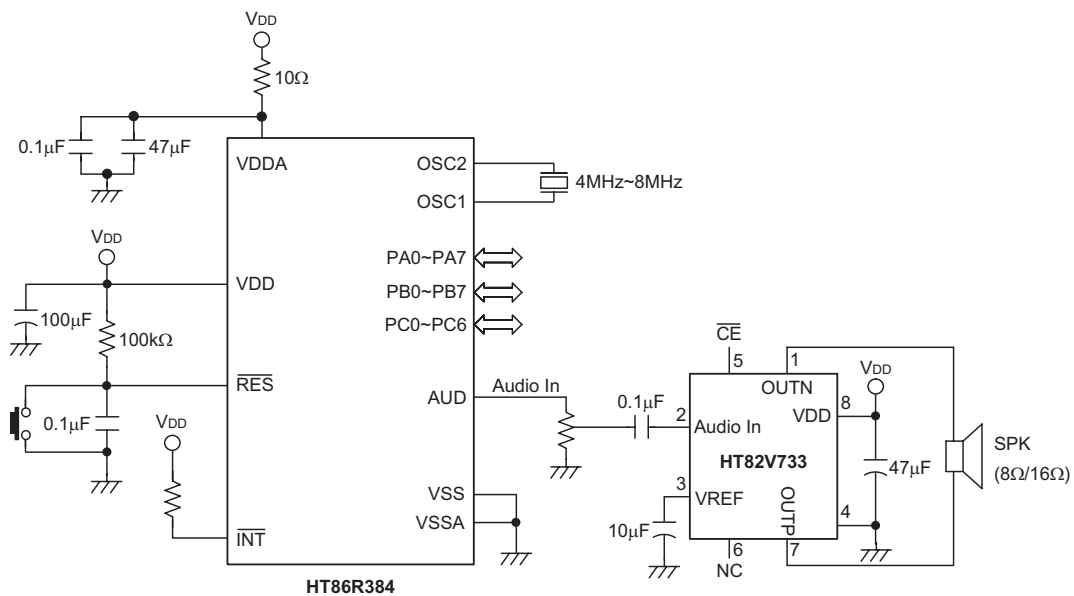 VDD
10Ω
0.1μF
47μF
VDDA
OSC2
OSC1
4MHz~8MHz
VDD
VDD
100μF
100kΩ
PA0~PA7
PB0~PB7
PC0~PC6
RES
0.1μF
VDD
INT
AUD
Audio In
VSS
VSSA
HT86R384
0.1μF
CE
5
1
OUTN
VDD
VDD
8
2
Audio In
HT82V733
47μF
SPK
(8Ω/16Ω)
3
VREF
10μF
OUTP
4
6
NC
7